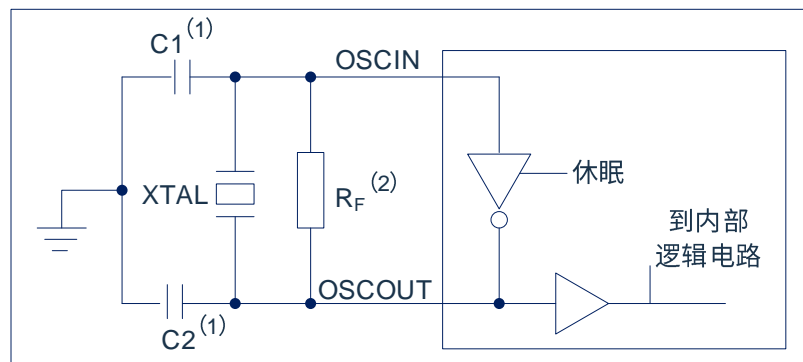 C1(1)
OSCIN
XTAL
RF(2)
休眠
到内部
逻辑电路
OSCOUT
C2(1)